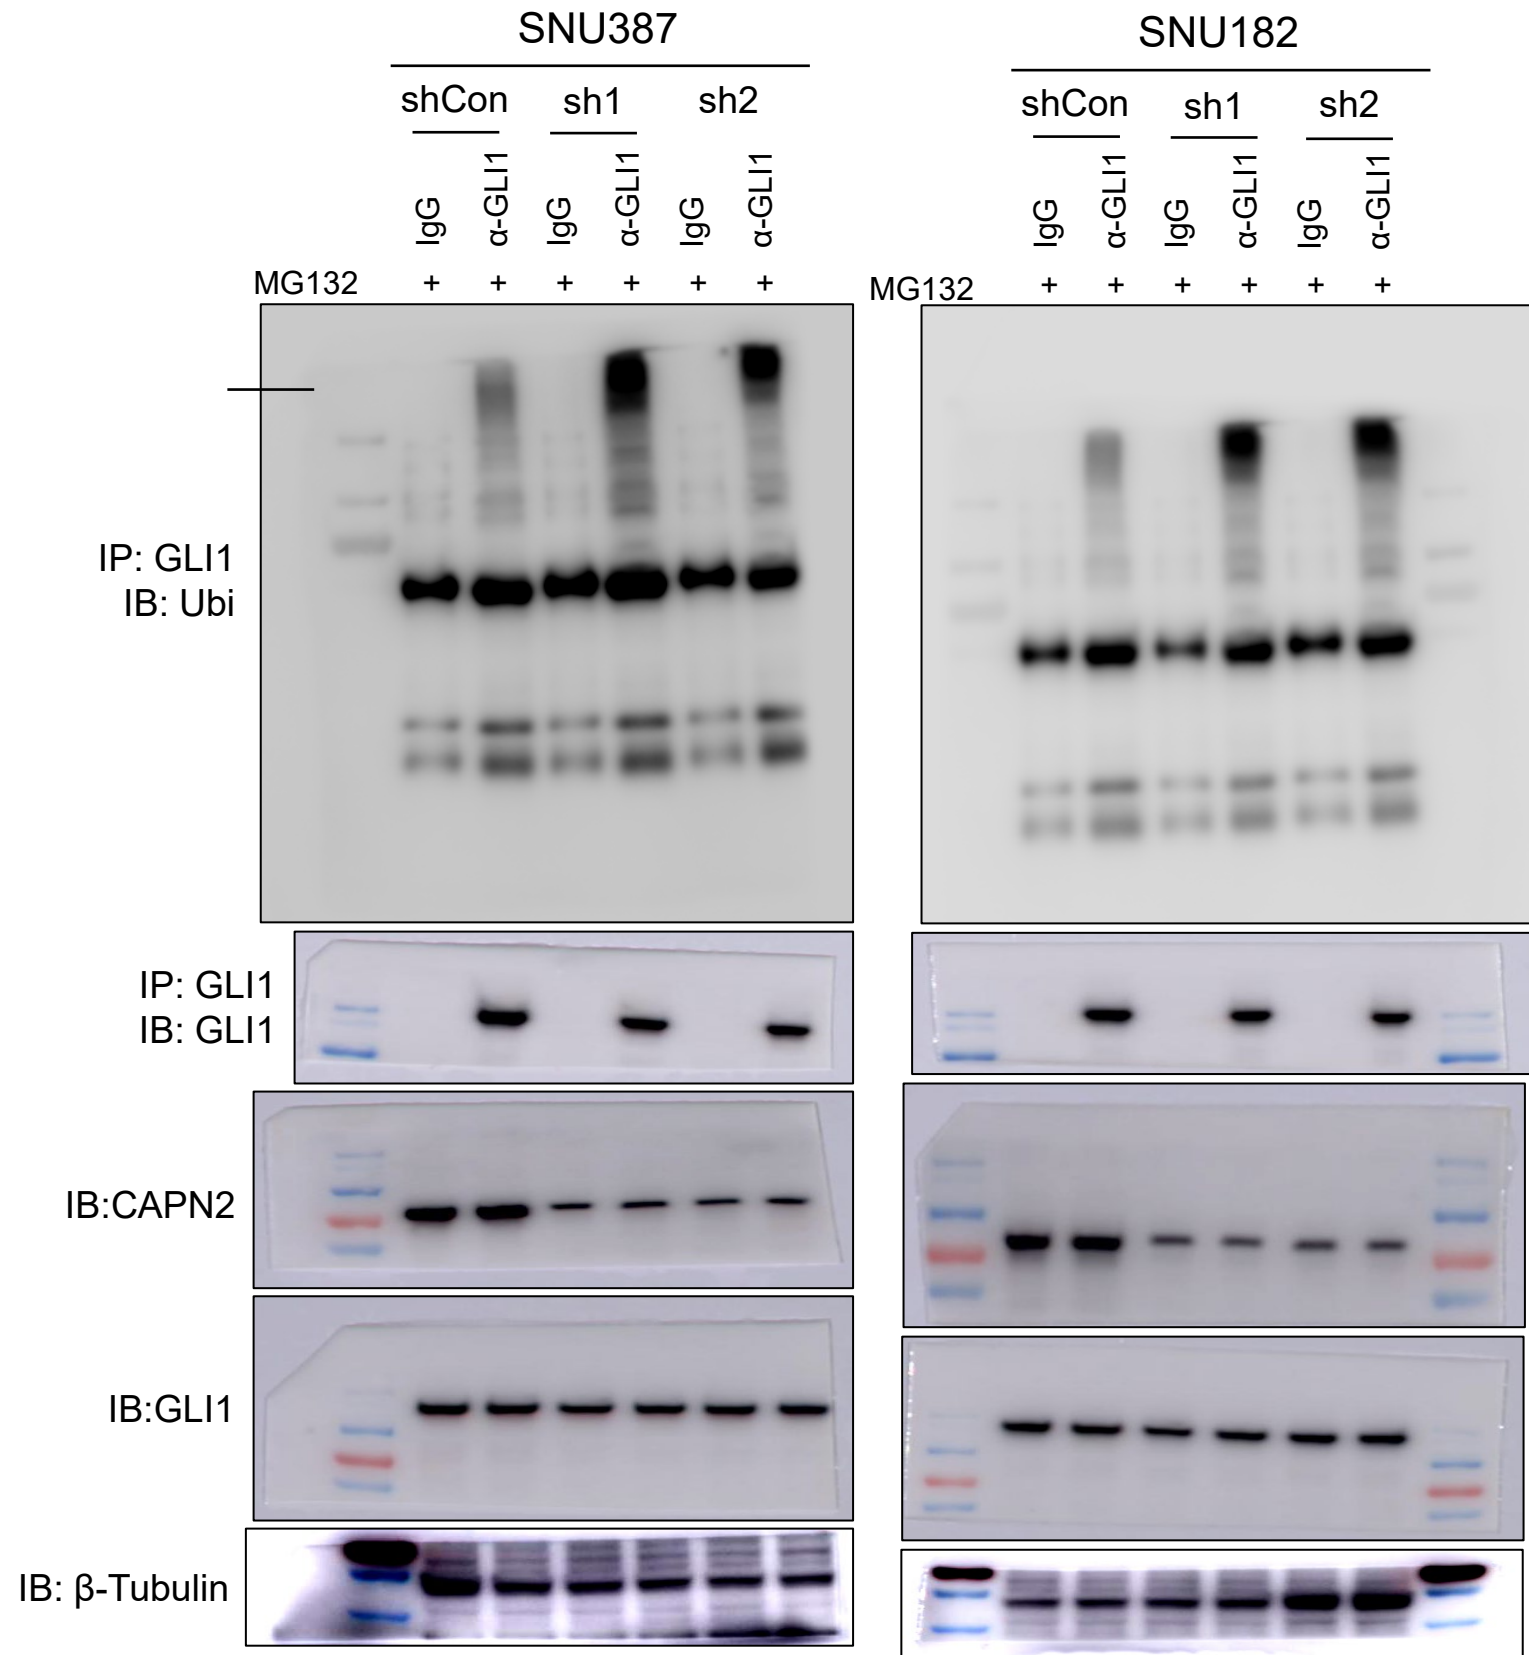 SNU387
SNU182
shCon sh1 sh2
shCon sh1 sh2
IgG α-GLI1 IgG α-GLI1 IgG α-GLI1
IgG α-GLI1 IgG α-GLI1 IgG α-GLI1
MG132 + + + + + +
MG132 + + + + + +
IP: GLI1
IB: Ubi
IP: GLI1
IB: GLI1
IB:CAPN2
IB:GLI1
IB: β-Tubulin